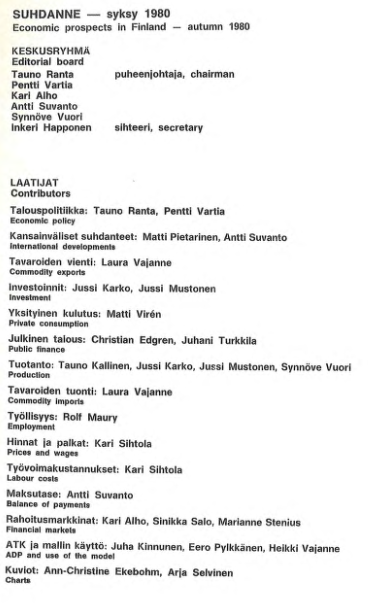 SUHDANNE — syksy 1980
Economic prospects in Finland — autumn 1980
KESKUSRYHMÄ
Editorial board
Tauno Ranta puheenjohtaja, chairman
Pentti Vartia
Kari Alho
Antti Suvanto
Synnöve Vuori
Inkeri Happonen sihteeri, secretary
LAATIJAT
Contributors
Talouspolitiikka: Tauno Ranta, Pentti Vartia
Economic policy
Kansainväliset suhdanteet: Matti Pietarinen, Antti Suvanto
International developments
Tavaroiden vienti: Laura Vajanne
Commodity exports
Investoinnit: Jussi Karko, Jussi Mustonen
Investment
Yksityinen kulutus: Matti Virén
Private consumption
Julkinen talous: Christian Edgren, Juhani Turkkila
Public finance
Tuotanto: Tauno Kallinen, Jussi Karko, Jussi Mustonen, Synnöve Vuori
Production
Tavaroiden tuonti: Laura Vajanne
Commodity imports
Työllisyys: Rolf Maury
Employment
Hinnat ja palkat: Kari Sihtola
Prices and wages
Työvoimakustannukset: Kari Sihtola
Labour costs
Maksutase: Antti Suvanto
Balance of payments
Rahoitusmarkkinat: Kari Alho, Sinikka Salo, Marianne Stenius
Financial markets
ATK ja mallin käyttö: Juha Kinnunen, Eero Pylkkänen, Heikki Vajanne
ADP and use of the model
Kuviot: Ann-Christine Ekebohm, Arja Selvinen
Charts